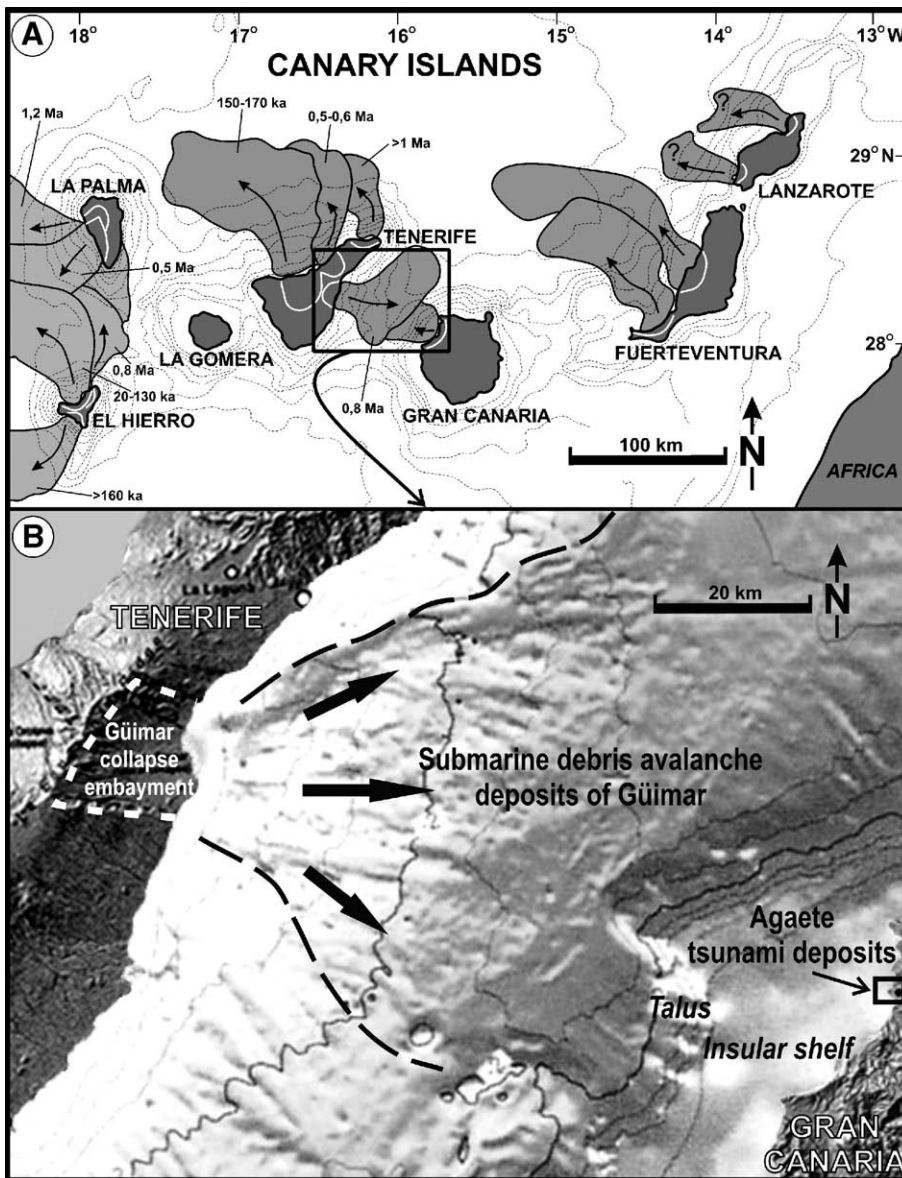 A
18°
17°
16°
15°
14°
13° W
CANARY ISLANDS
1,2 Ma
150-170 ka
0,5-0,6 Ma
>1 Ma
?
?
29° N
LA PALMA
LANZAROTE
TENERIFE
0,5 Ma
LA GOMERA
FUERTEVENTURA
28°
0,8 Ma
20-130 ka
0,8 Ma
EL HIERRO
GRAN CANARIA
100 km
N
AFRICA
>160 ka
B
La Laguna
TENERIFE
20 km
N
Güimar
collapse
embayment
Submarine debris avalanche
deposits of Güimar
Agaete
tsunami deposits
Talus
Insular shelf
GRAN
CANARIA